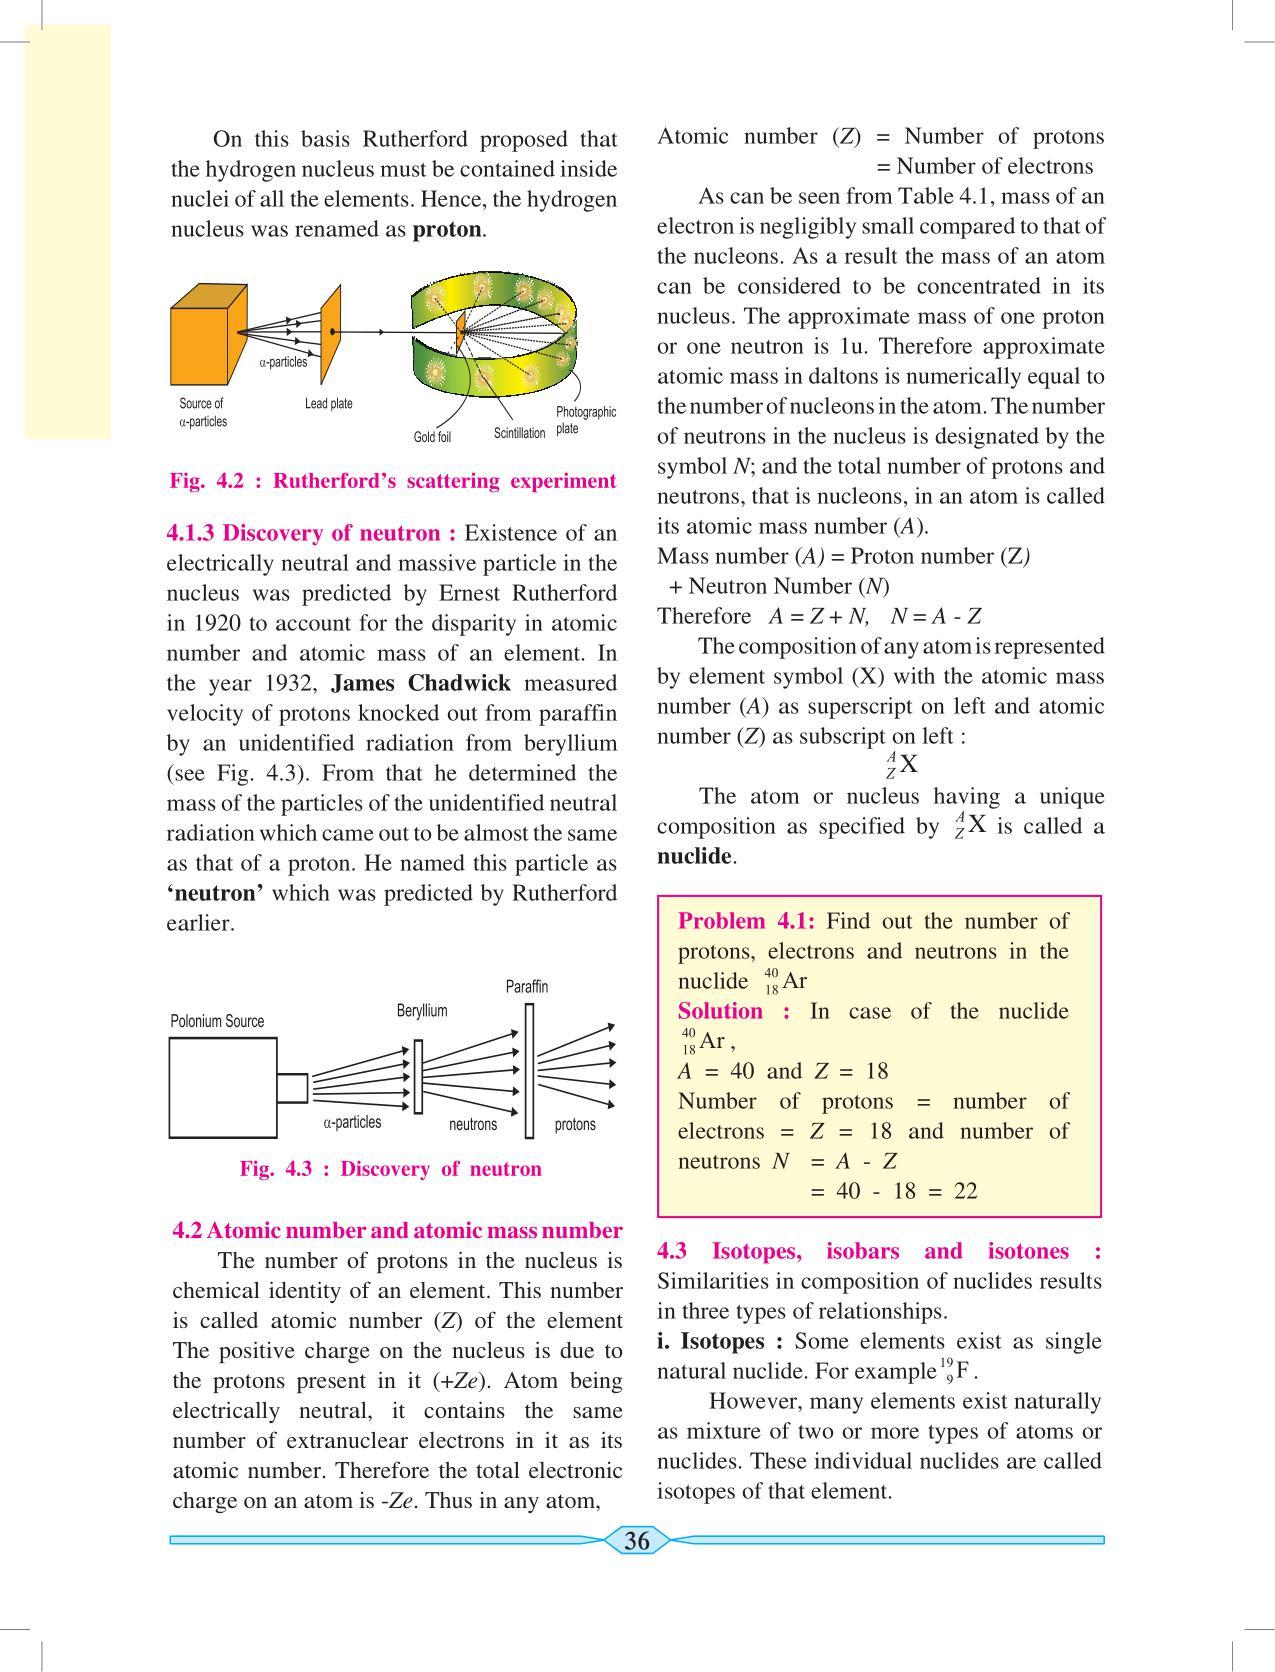 On this basis Rutherford proposed that
the hydrogen nucleus must be contained inside
nuclei of all the elements. Hence, the hydrogen
nucleus was renamed as proton.
α-particles
Source of
α-particles
Lead plate
Gold foil
Scintillation
Photographic
plate
Fig. 4.2 : Rutherford's scattering experiment
4.1.3 Discovery of neutron : Existence of an
electrically neutral and massive particle in the
nucleus was predicted by Ernest Rutherford
in 1920 to account for the disparity in atomic
number and atomic mass of an element. In
the year 1932, James Chadwick measured
velocity of protons knocked out from paraffin
by an unidentified radiation from beryllium
(see Fig. 4.3). From that he determined the
mass of the particles of the unidentified neutral
radiation which came out to be almost the same
as that of a proton. He named this particle as
‘neutron’ which was predicted by Rutherford
earlier.
Polonium Source
Beryllium
Paraffin
α-particles
neutrons
protons
Fig. 4.3 : Discovery of neutron
4.2 Atomic number and atomic mass number
The number of protons in the nucleus is
chemical identity of an element. This number
is called atomic number (Z) of the element
The positive charge on the nucleus is due to
the protons present in it (+Ze). Atom being
electrically neutral, it contains the same
number of extranuclear electrons in it as its
atomic number. Therefore the total electronic
charge on an atom is -Ze. Thus in any atom,
Atomic number (Z) = Number of protons
= Number of electrons
As can be seen from Table 4.1, mass of an
electron is negligibly small compared to that of
the nucleons. As a result the mass of an atom
can be considered to be concentrated in its
nucleus. The approximate mass of one proton
or one neutron is 1u. Therefore approximate
atomic mass in daltons is numerically equal to
the number of nucleons in the atom. The number
of neutrons in the nucleus is designated by the
symbol N; and the total number of protons and
neutrons, that is nucleons, in an atom is called
its atomic mass number (A).
Mass number (A) = Proton number (Z)
+ Neutron Number (N)
Therefore A = Z + N, N = A - Z
The composition of any atom is represented
by element symbol (X) with the atomic mass
number (A) as superscript on left and atomic
number (Z) as subscript on left :
$^{A}_{Z}$X
The atom or nucleus having a unique
composition as specified by $^{A}_{Z}$X is called a
nuclide.
Problem 4.1: Find out the number of
protons, electrons and neutrons in the
nuclide $^{40}_{18}$Ar
Solution : In case of the nuclide
$^{40}_{18}$Ar ,
A = 40 and Z = 18
Number of protons = number of
electrons = Z = 18 and number of
neutrons N = A - Z
= 40 - 18 = 22
4.3 Isotopes, isobars and isotones :
Similarities in composition of nuclides results
in three types of relationships.
i. Isotopes : Some elements exist as single
natural nuclide. For example $^{19}_{9}$F .
However, many elements exist naturally
as mixture of two or more types of atoms or
nuclides. These individual nuclides are called
isotopes of that element.
36